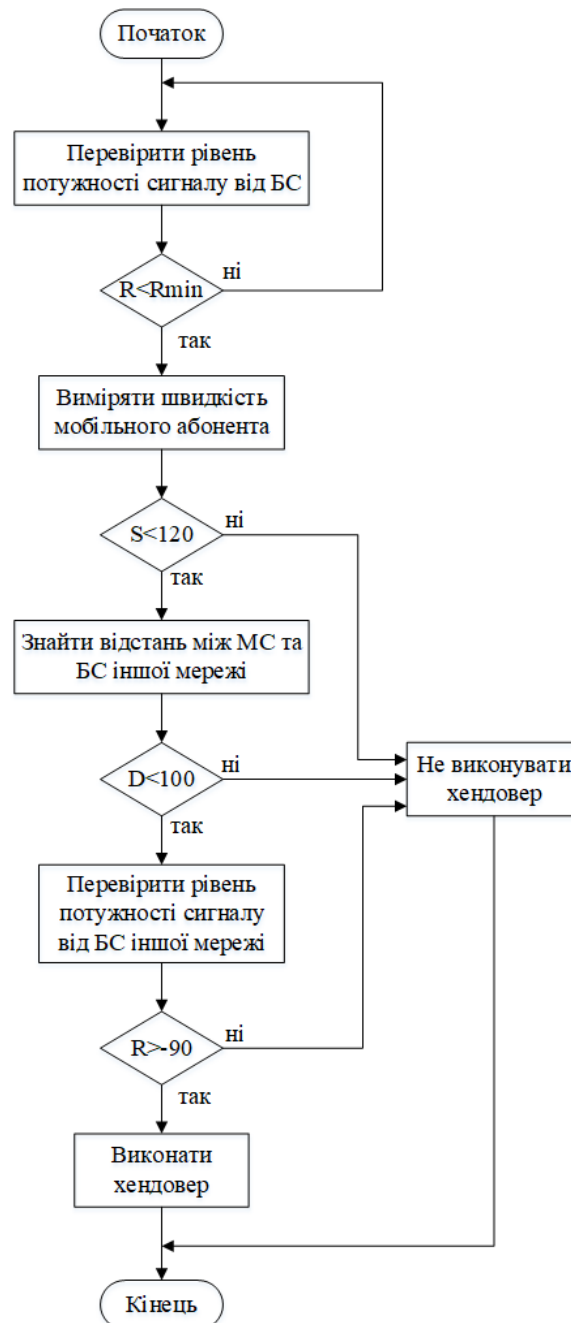 Початок
Перевірити рівень
потужності сигналу від БС
R<Rmin
ні
так
Виміряти швидкість
мобільного абонента
S<120
ні
так
Знайти відстань між МС та
БС іншої мережі
D<100
ні
так
Не виконувати
хендовер
Перевірити рівень
потужності сигналу
від БС іншої мережі
R>-90
ні
так
Виконати
хендовер
Кінець